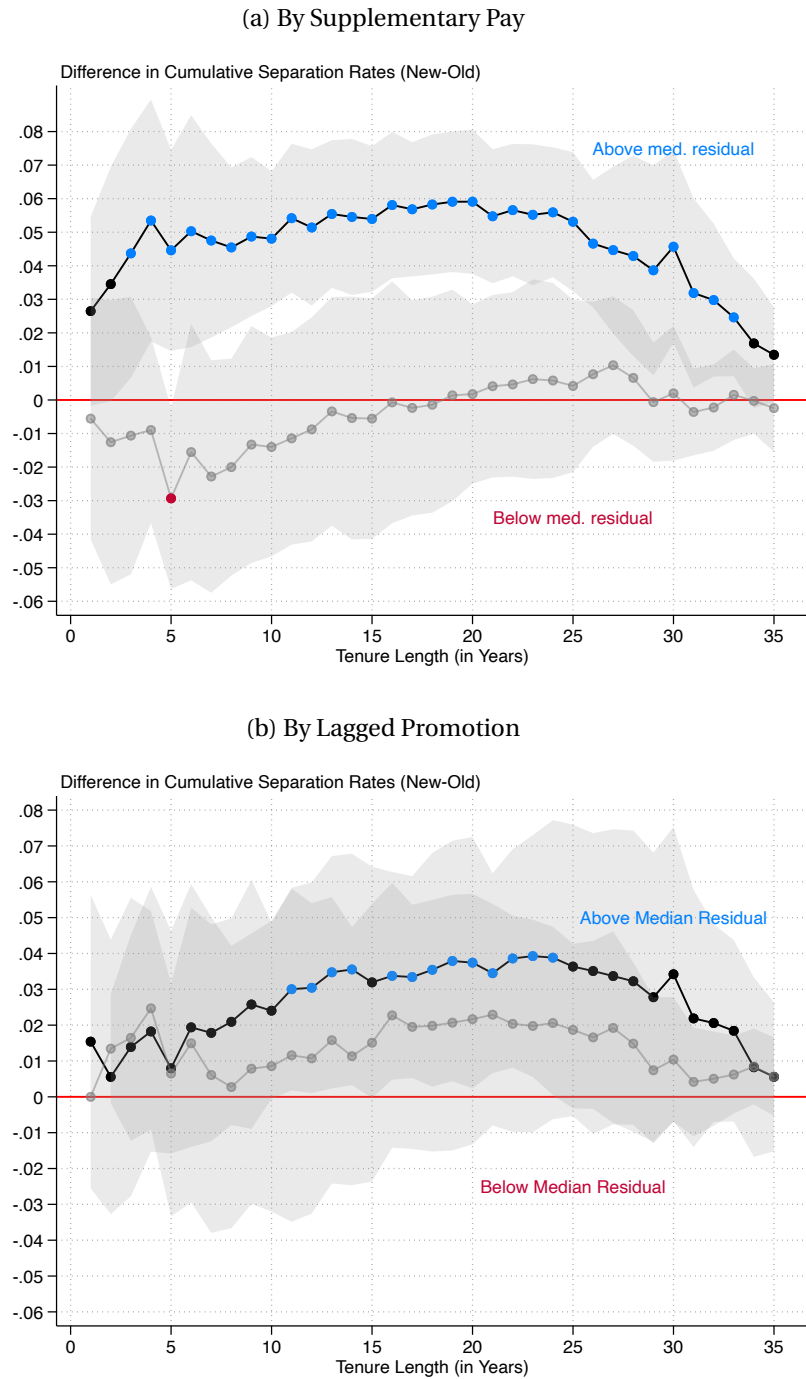 (a) By Supplementary Pay
Difference in Cumulative Separation Rates (New-Old)
.08
.07
.06
.05
.04
.03
.02
.01
0
-.01
-.02
-.03
-.04
-.05
-.06
Above med. residual
Below med. residual
0 5 10 15 20 25 30 35
Tenure Length (in Years)
(b) By Lagged Promotion
Difference in Cumulative Separation Rates (New-Old)
.08
.07
.06
.05
.04
.03
.02
.01
0
-.01
-.02
-.03
-.04
-.05
-.06
Above Median Residual
Below Median Residual
0 5 10 15 20 25 30 35
Tenure Length (in Years)